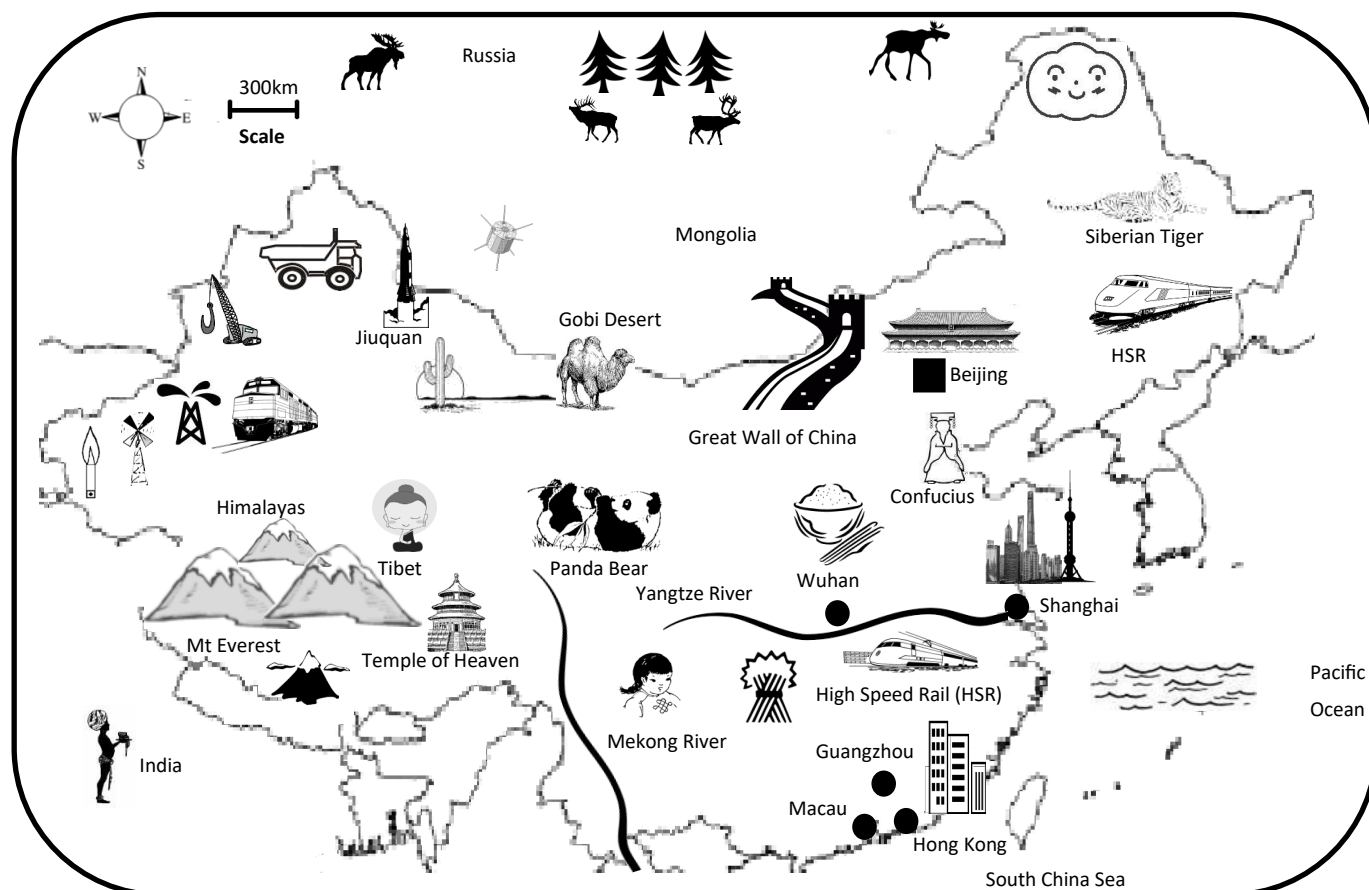 Russia
N
W
E
S
300km
Scale
Mongolia
Siberian Tiger
Jiuquan
Gobi Desert
HSR
Beijing
Great Wall of China
Confucius
Himalayas
Tibet
Panda Bear
Wuhan
Yangtze River
Shanghai
Mt Everest
Temple of Heaven
High Speed Rail (HSR)
Pacific
Ocean
Mekong River
India
Guangzhou
Macau
Hong Kong
South China Sea